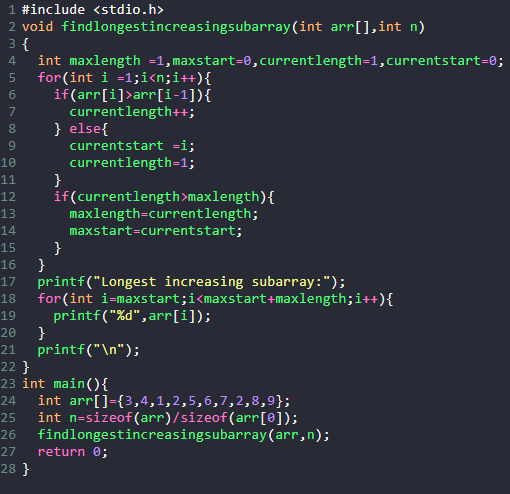 1 #include <stdio.h>
2 void findlongestincreasingsubarray(int arr[],int n)
3 {
4   int maxlength =1,maxstart=0,currentlength=1,currentstart=0;
5   for(int i =1;i<n;i++){
6     if(arr[i]>arr[i-1]){
7       currentlength++;
8     } else{
9       currentstart =i;
10       currentlength=1;
11     }
12     if(currentlength>maxlength){
13       maxlength=currentlength;
14       maxstart=currentstart;
15     }
16   }
17   printf("Longest increasing subarray:");
18   for(int i=maxstart;i<maxstart+maxlength;i++){
19     printf("%d",arr[i]);
20   }
21   printf("\n");
22 }
23 int main(){
24   int arr[]={3,4,1,2,5,6,7,2,8,9};
25   int n=sizeof(arr)/sizeof(arr[0]);
26   findlongestincreasingsubarray(arr,n);
27   return 0;
28 }